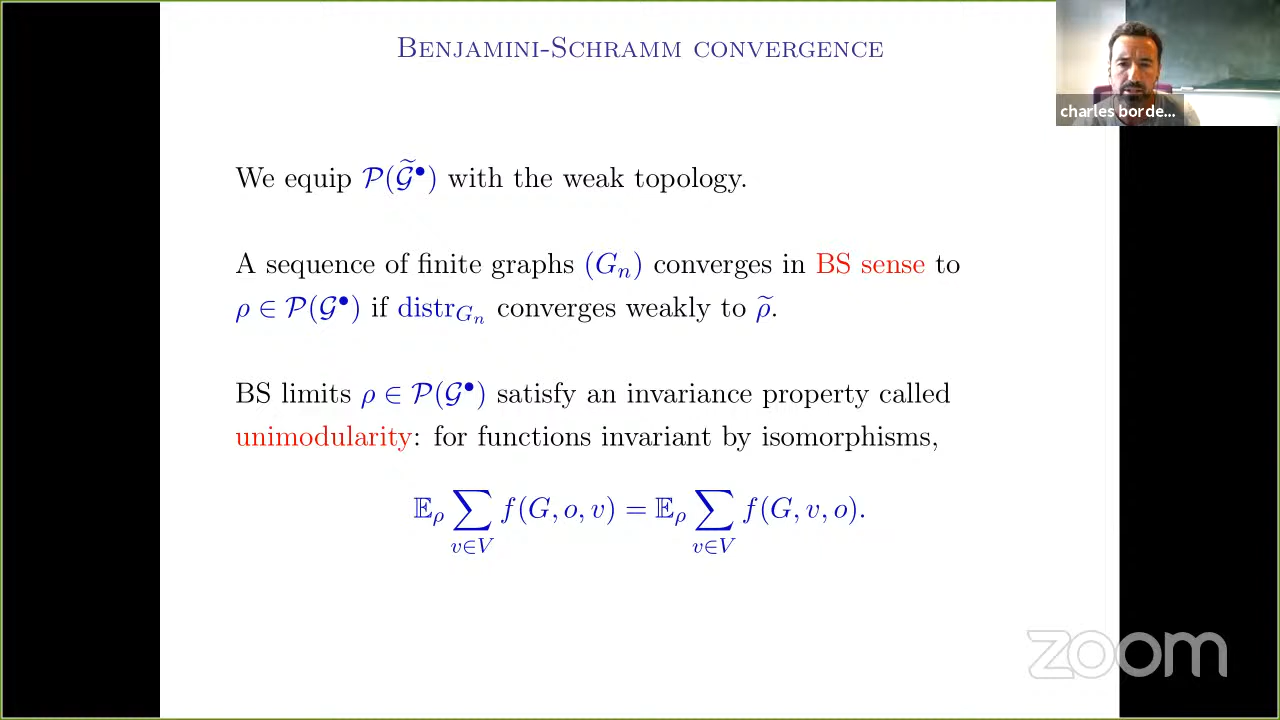 BENJAMINI-SCHRAMM CONVERGENCE
charles borde...
We equip 𝒫(𝒢̃•) with the weak topology.
A sequence of finite graphs (Gₙ) converges in BS sense to
ρ ∈ 𝒫(𝒢•) if distr_{Gₙ} converges weakly to ρ̃.
BS limits ρ ∈ 𝒫(𝒢•) satisfy an invariance property called
unimodularity: for functions invariant by isomorphisms,
𝔼_ρ ∑_{v∈V} f(G, o, v) = 𝔼_ρ ∑_{v∈V} f(G, v, o).
zoom